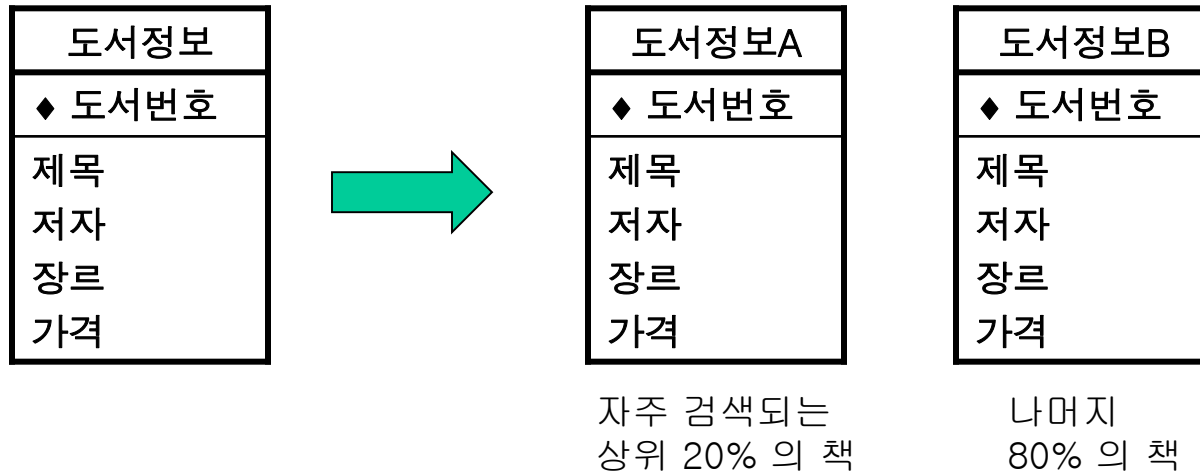 도서정보
♦ 도서번호
제목
저자
장르
가격
도서정보A
♦ 도서번호
제목
저자
장르
가격
자주 검색되는
상위 20% 의 책
도서정보B
♦ 도서번호
제목
저자
장르
가격
나머지
80% 의 책